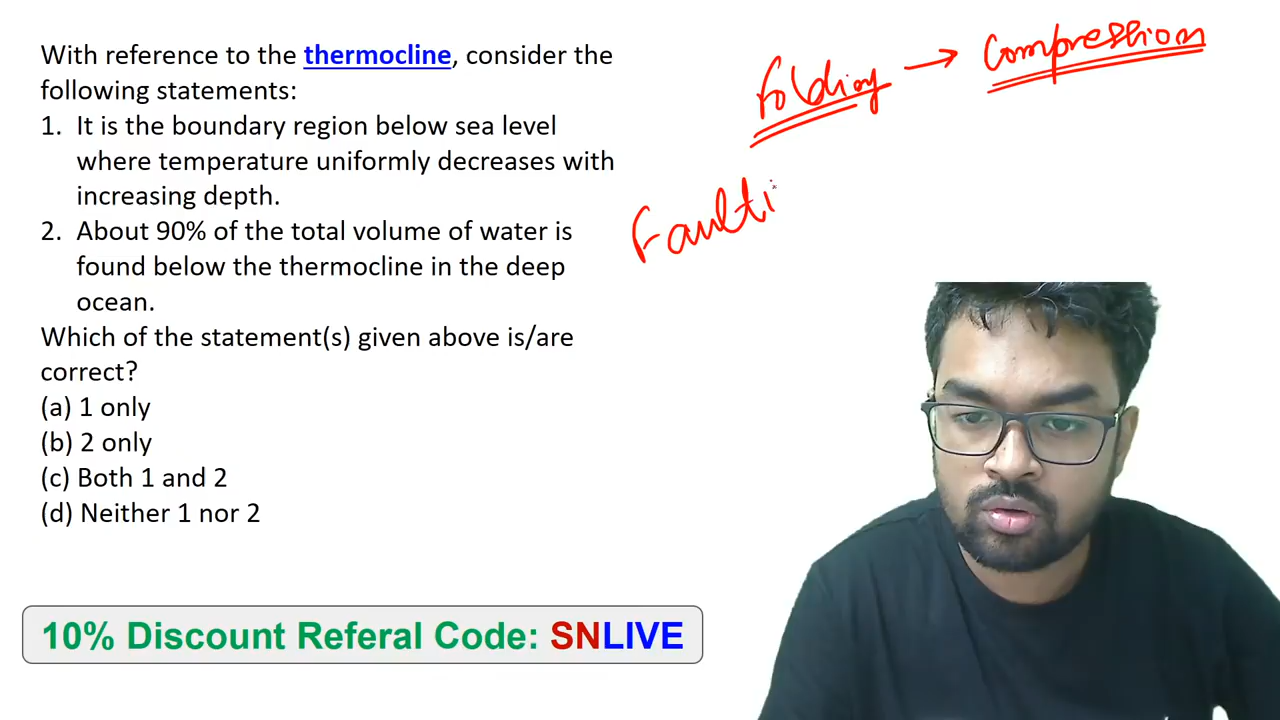 With reference to the thermocline, consider the
following statements:
1. It is the boundary region below sea level
where temperature uniformly decreases with
increasing depth.
2. About 90% of the total volume of water is
found below the thermocline in the deep
ocean.
Which of the statement(s) given above is/are
correct?
(a) 1 only
(b) 2 only
(c) Both 1 and 2
(d) Neither 1 nor 2
10% Discount Referal Code: SNLIVE
Folding → Compression
Faulti